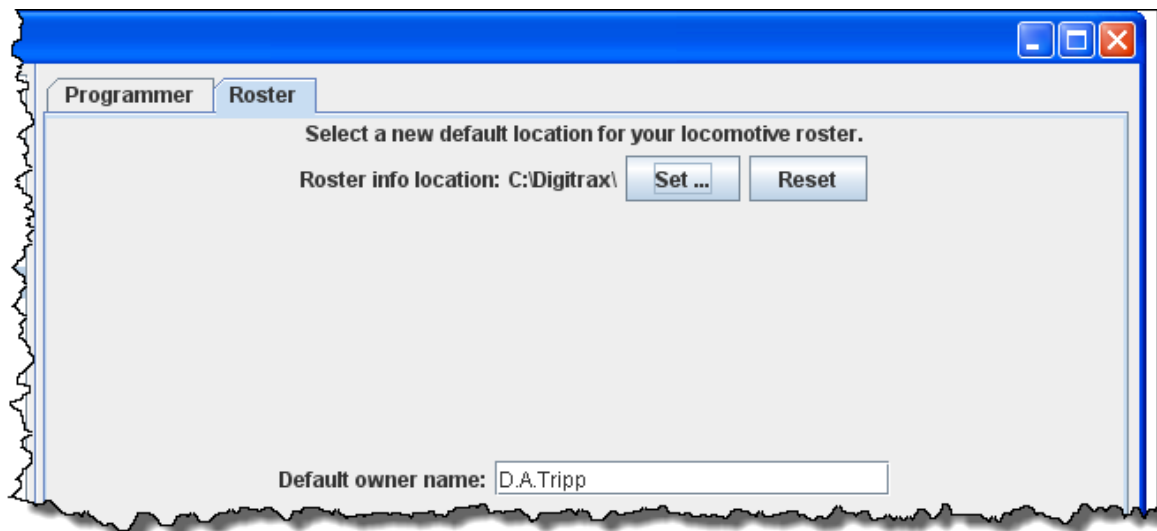 Programmer Roster
Select a new default location for your locomotive roster.
Roster info location: C:\Digitrax\ Set ... Reset
Default owner name: D.A.Tripp